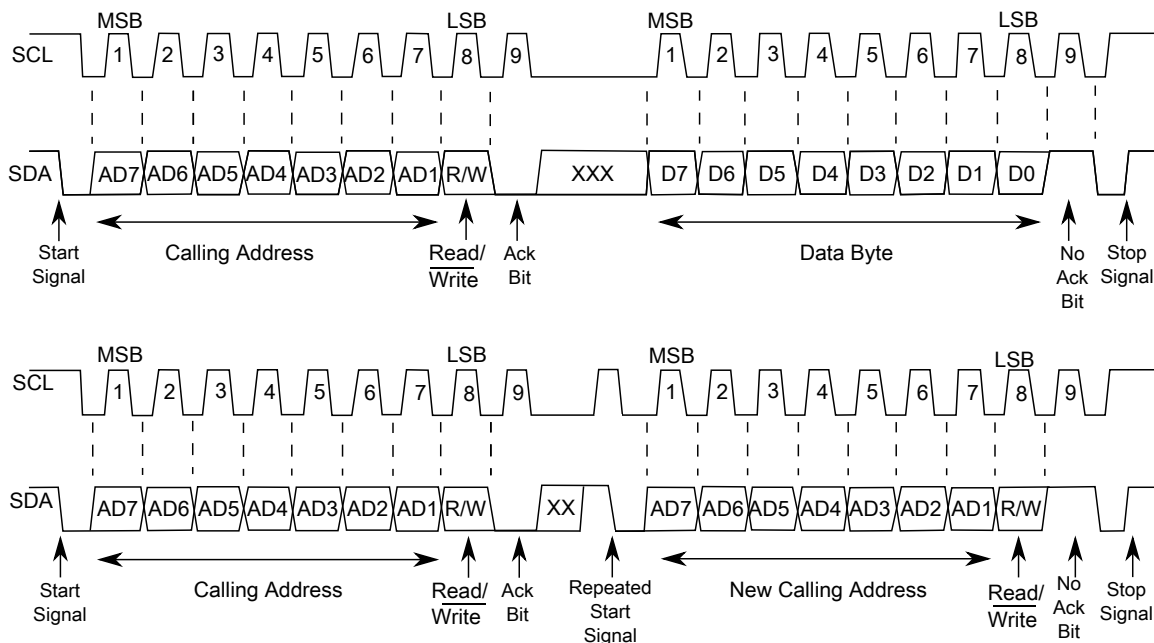 MSB LSB MSB LSB
SCL 1 2 3 4 5 6 7 8 9 1 2 3 4 5 6 7 8 9
SDA AD7 AD6 AD5 AD4 AD3 AD2 AD1 R/W XXX D7 D6 D5 D4 D3 D2 D1 D0
Start Signal
Calling Address
Read/ Write
Ack Bit
Data Byte
No Ack Bit
Stop Signal
MSB LSB MSB LSB
SCL 1 2 3 4 5 6 7 8 9 1 2 3 4 5 6 7 8 9
SDA AD7 AD6 AD5 AD4 AD3 AD2 AD1 R/W XX AD7 AD6 AD5 AD4 AD3 AD2 AD1 R/W
Start Signal
Calling Address
Read/ Write
Ack Bit
Repeated Start Signal
New Calling Address
Read/ Write
No Ack Bit
Stop Signal